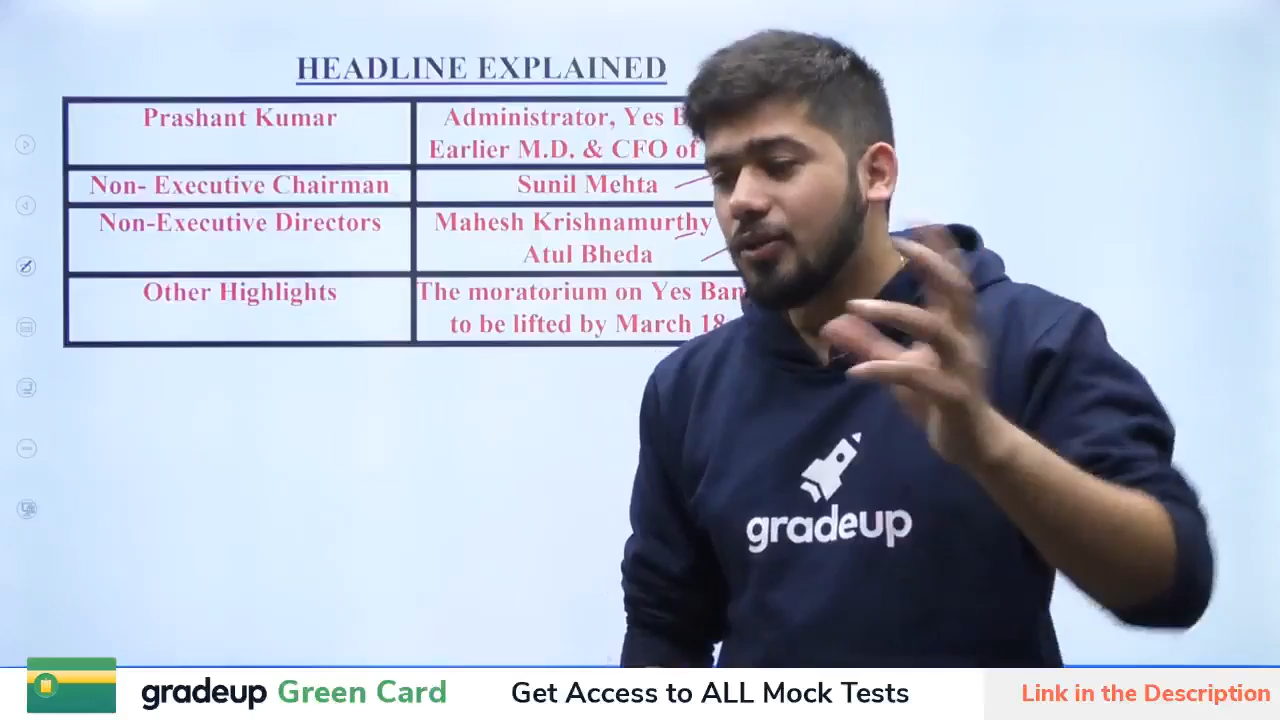 HEADLINE EXPLAINED
Prashant Kumar
Administrator, Yes
Earlier M.D. & CFO of
Non- Executive Chairman
Sunil Mehta
Non-Executive Directors
Mahesh Krishnamurthy
Atul Bheda
Other Highlights
The moratorium on Yes
to be lifted by March 18
gradeup
gradeup Green Card
Get Access to ALL Mock Tests
Link in the Description